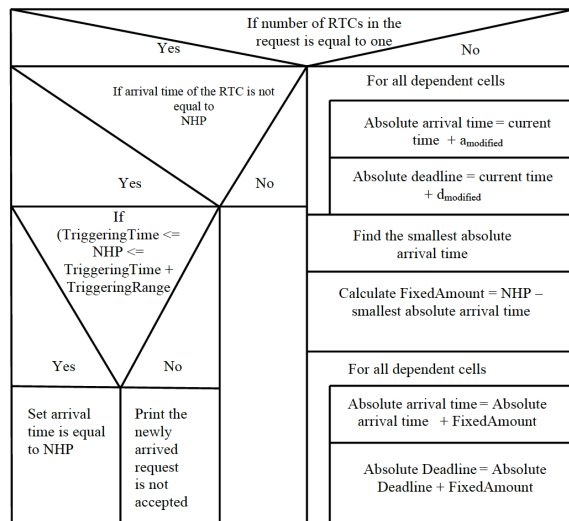 If number of RTCs in the
request is equal to one
Yes
No
If arrival time of the RTC is not
equal to
NHP
Yes
No
If
(TriggeringTime <=
NHP <=
TriggeringTime +
TriggeringRange
Yes
No
Set arrival
time is equal
to NHP
Print the
newly
arrived
request
is not
accepted
For all dependent cells
Absolute arrival time = current
time + amodified
Absolute deadline = current time
+ dmodified
Find the smallest absolute
arrival time
Calculate FixedAmount = NHP –
smallest absolute arrival time
For all dependent cells
Absolute arrival time = Absolute
arrival time + FixedAmount
Absolute Deadline = Absolute
Deadline + FixedAmount